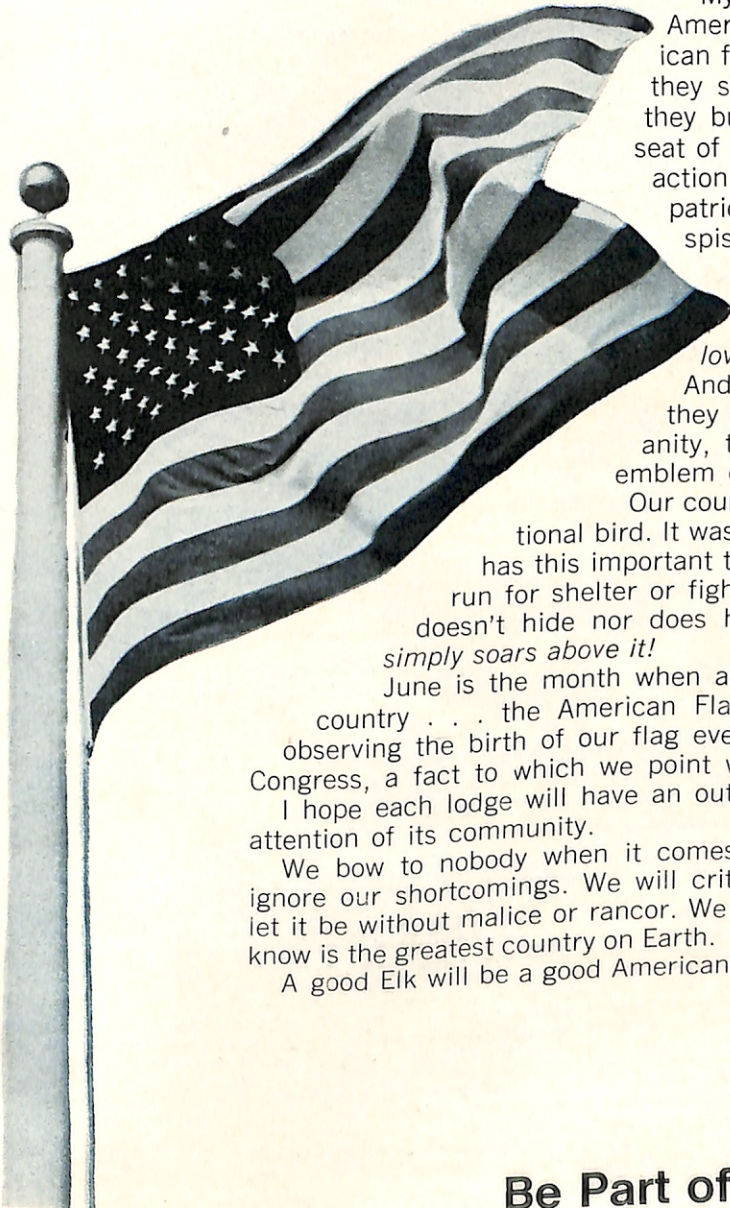 Amer
ican f
they s
they bu
seat of
action
patrio
spis
lov
And
they
anity, t
emblem
Our cour
tional bird. It was
has this important t
run for shelter or figh
doesn't hide nor does h
simply soars above it!
June is the month when a
country . . . the American Fla
observing the birth of our flag eve
Congress, a fact to which we point w
I hope each lodge will have an out
attention of its community.
We bow to nobody when it comes
ignore our shortcomings. We will crit
let it be without malice or rancor. We
know is the greatest country on Earth.
A good Elk will be a good American
Be Part of